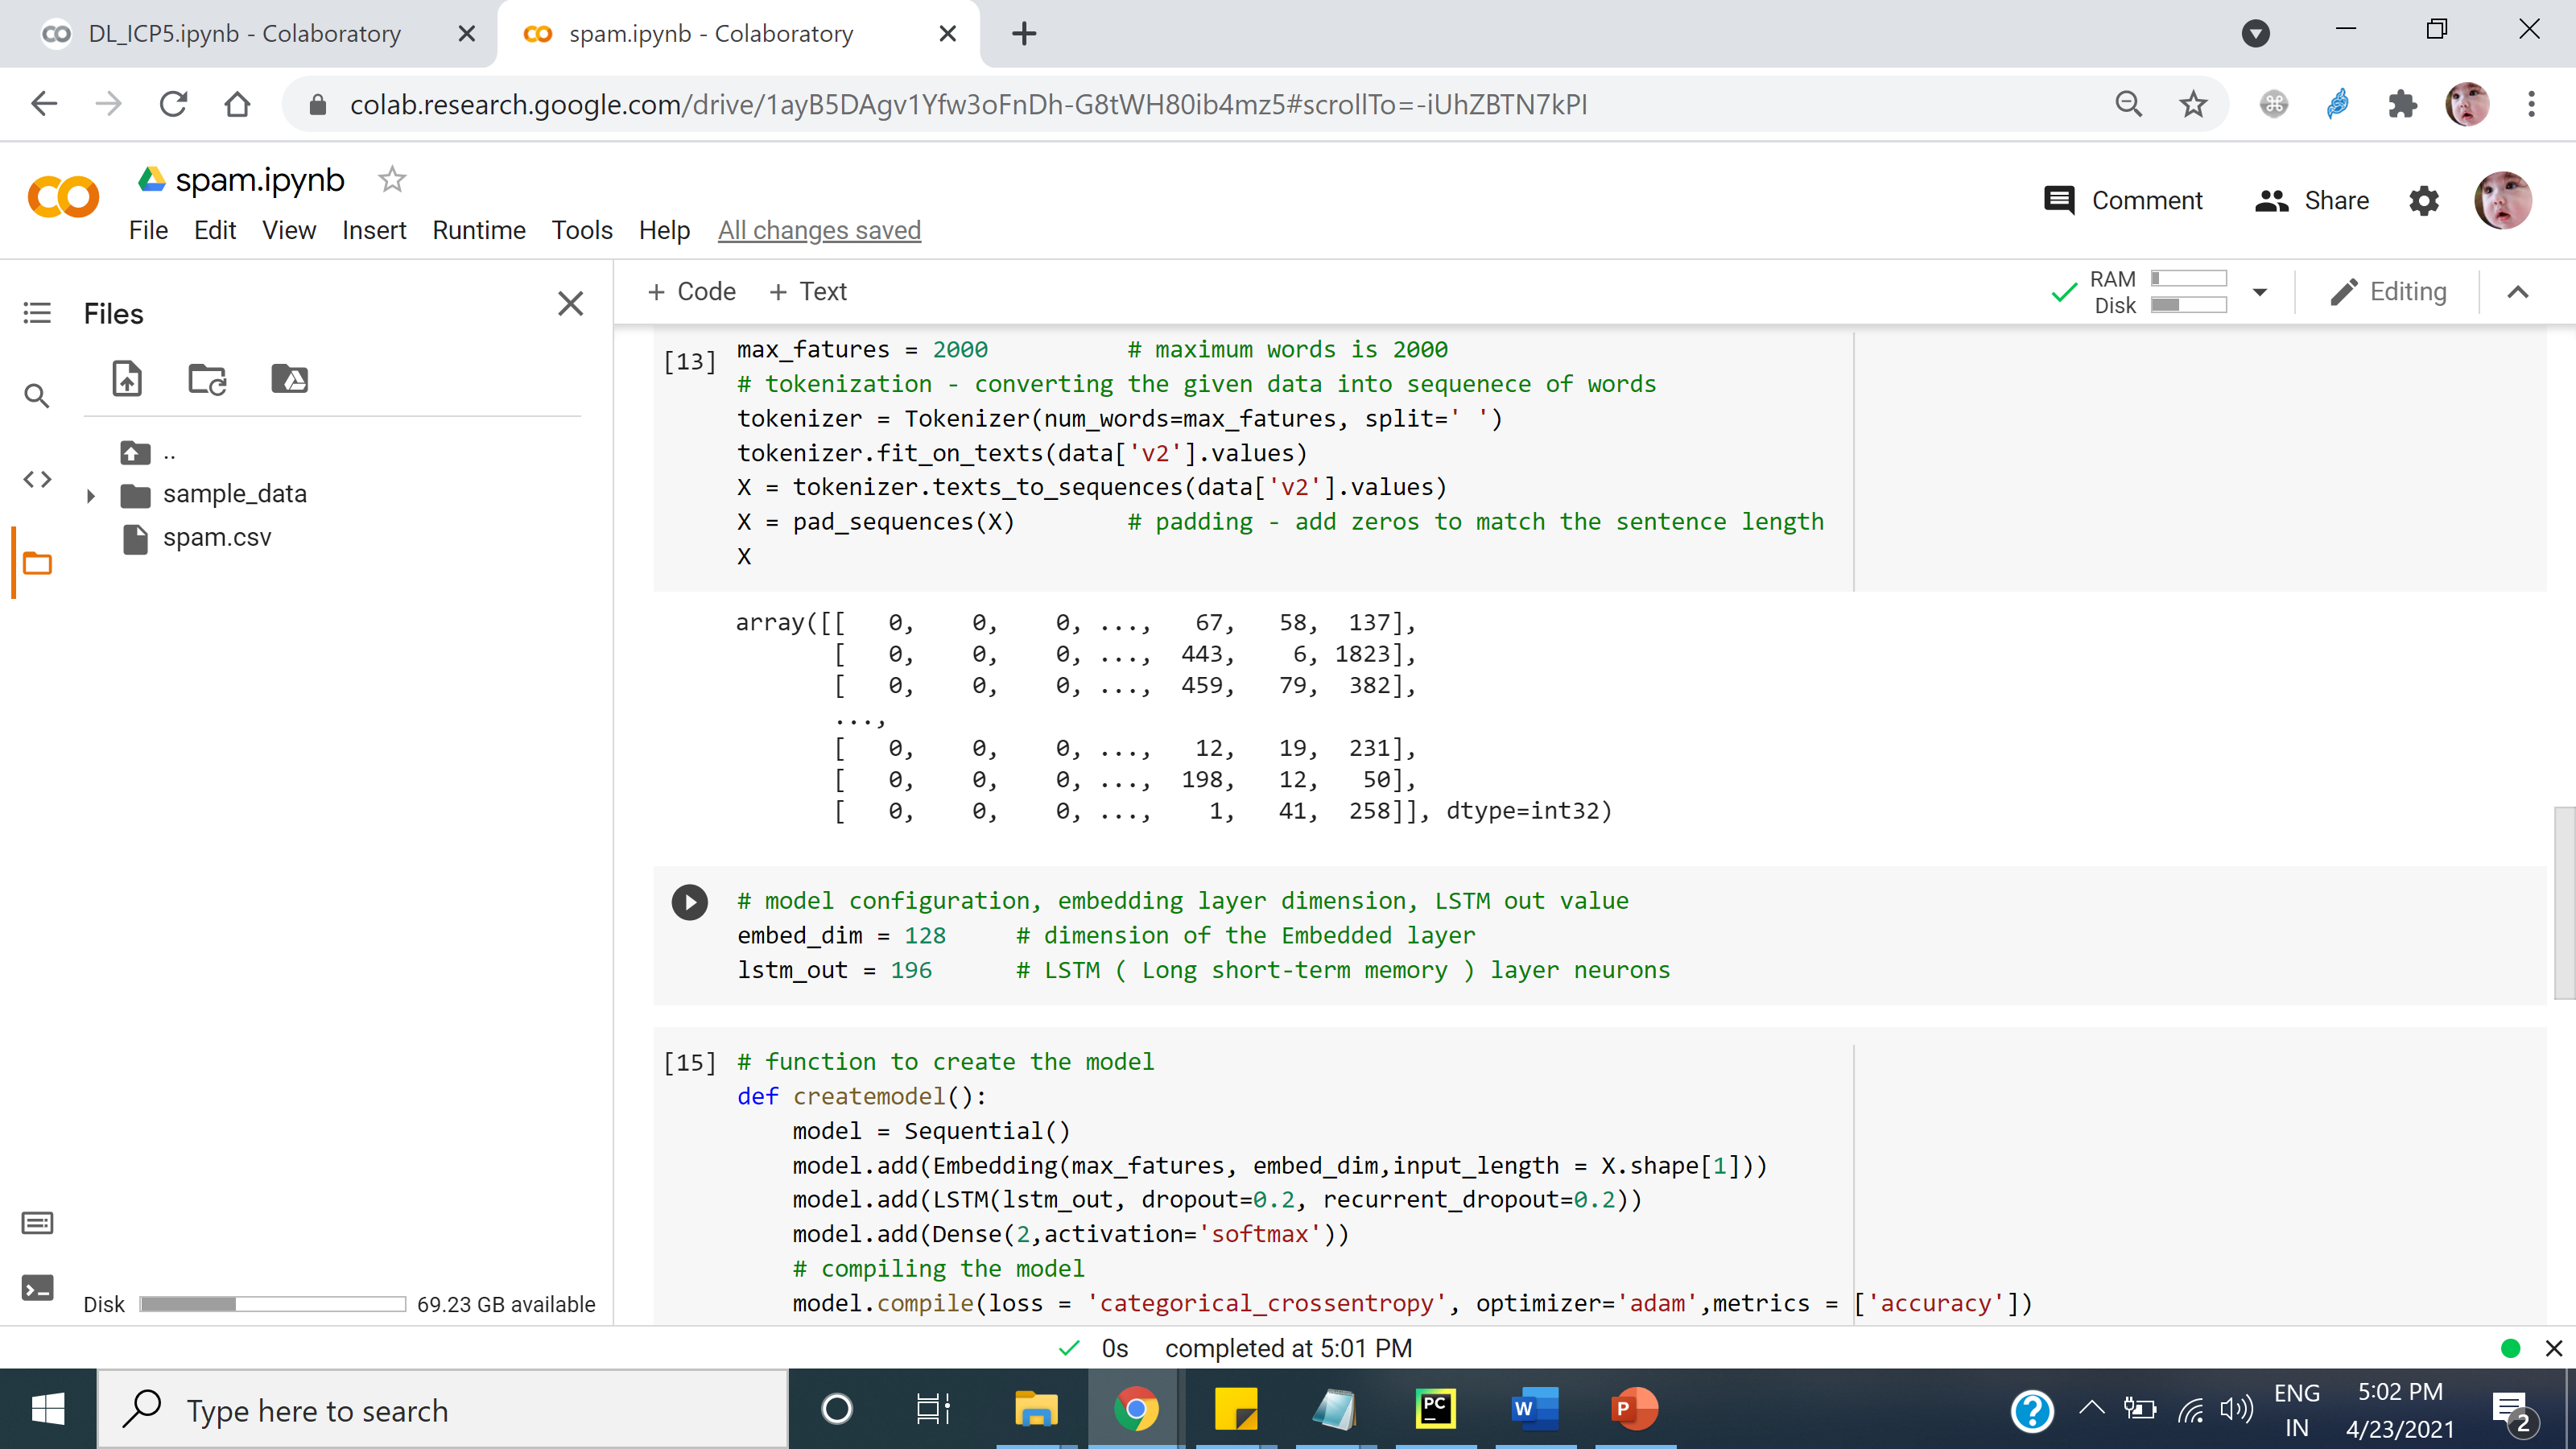 DL_ICP5.ipynb - Colaboratory
spam.ipynb - Colaboratory
colab.research.google.com/drive/1ayB5DAgv1Yfw3oFnDh-G8tWH80ib4mz5#scrollTo=-iUhZBTN7kPI
spam.ipynb
Comment
Share
File Edit View Insert Runtime Tools Help All changes saved
Files
+ Code + Text
RAM
Disk
Editing
..
sample_data
spam.csv
[13]
max_fatures = 2000 # maximum words is 2000
# tokenization - converting the given data into sequenece of words
tokenizer = Tokenizer(num_words=max_fatures, split=' ')
tokenizer.fit_on_texts(data['v2'].values)
X = tokenizer.texts_to_sequences(data['v2'].values)
X = pad_sequences(X) # padding - add zeros to match the sentence length
X
array([[ 0, 0, 0, ..., 67, 58, 137],
[ 0, 0, 0, ..., 443, 6, 1823],
[ 0, 0, 0, ..., 459, 79, 382],
...,
[ 0, 0, 0, ..., 12, 19, 231],
[ 0, 0, 0, ..., 198, 12, 50],
[ 0, 0, 0, ..., 1, 41, 258]], dtype=int32)
# model configuration, embedding layer dimension, LSTM out value
embed_dim = 128 # dimension of the Embedded layer
lstm_out = 196 # LSTM ( Long short-term memory ) layer neurons
[15] # function to create the model
def createmodel():
model = Sequential()
model.add(Embedding(max_fatures, embed_dim,input_length = X.shape[1]))
model.add(LSTM(lstm_out, dropout=0.2, recurrent_dropout=0.2))
model.add(Dense(2,activation='softmax'))
# compiling the model
model.compile(loss = 'categorical_crossentropy', optimizer='adam',metrics = ['accuracy'])
Disk 69.23 GB available
0s completed at 5:01 PM
Type here to search
PC
W
P
?
ENG
IN
5:02 PM
4/23/2021
2